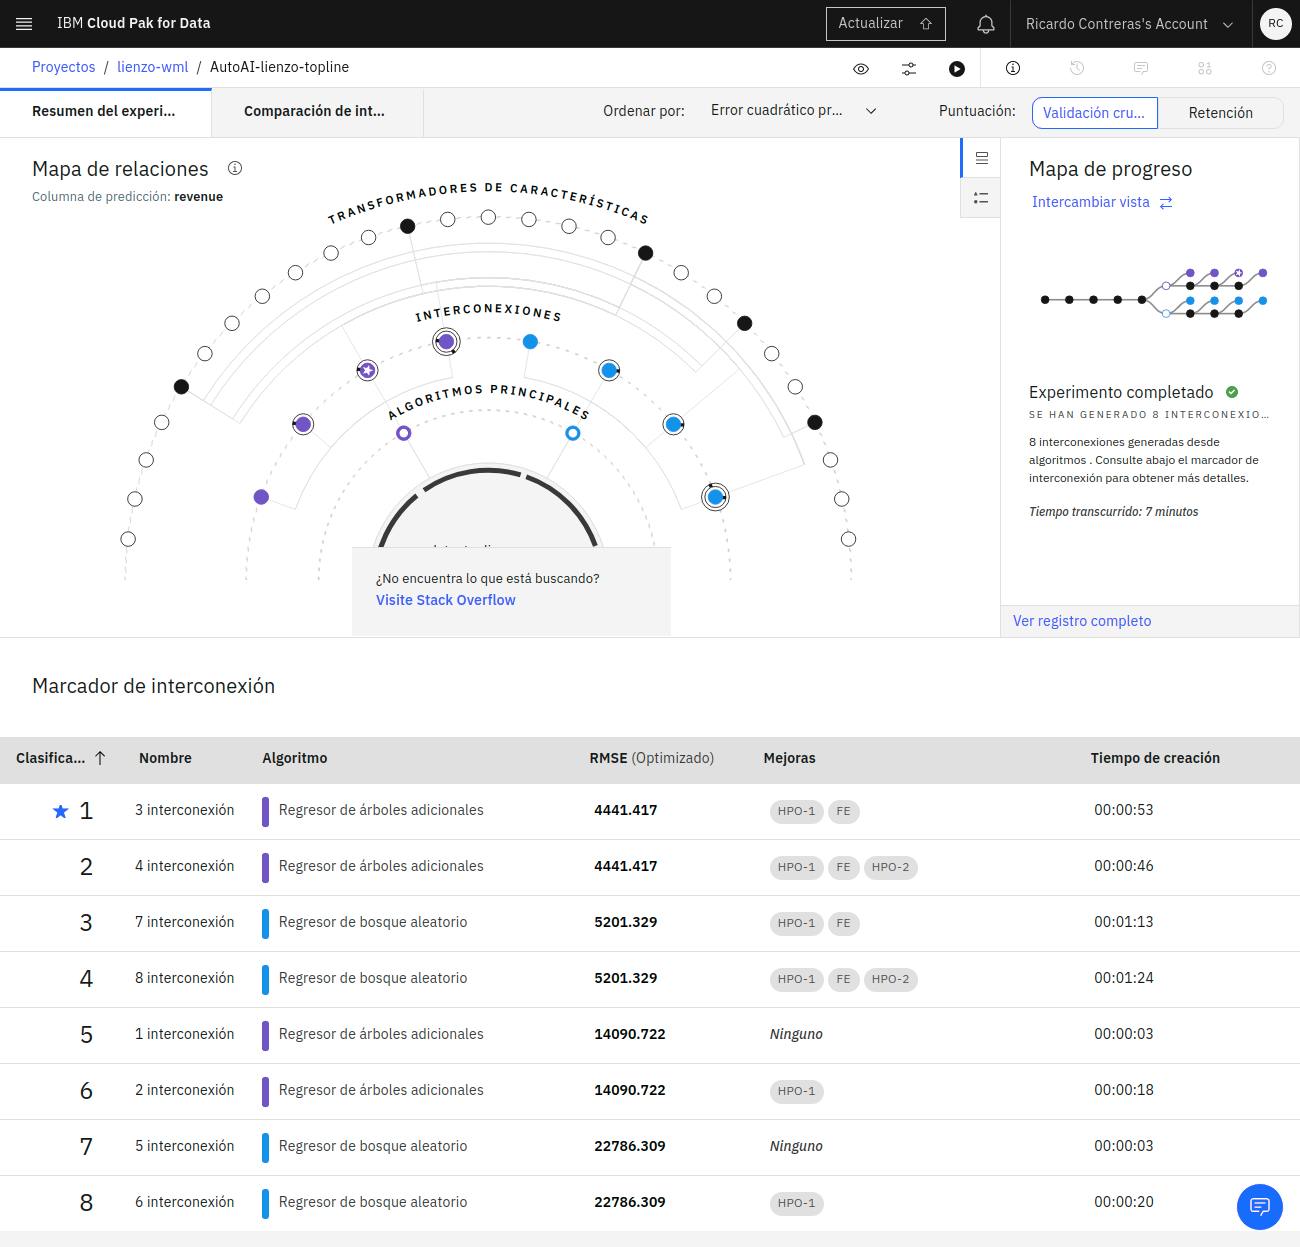 IBM Cloud Pak for Data
Actualizar
Ricardo Contreras's Account
RC
Proyectos / lienzo-wml / AutoAI-lienzo-topline
Resumen del experi...
Comparación de int...
Ordenar por:
Error cuadrático pr...
Puntuación:
Validación cru...
Retención
Mapa de relaciones
Columna de predicción: revenue
TRANSFORMADORES DE CARACTERÍSTICAS
INTERCONEXIONES
ALGORITMOS PRINCIPALES
¿No encuentra lo que está buscando?
Visite Stack Overflow
Mapa de progreso
Intercambiar vista
Experimento completado
SE HAN GENERADO 8 INTERCONEXIO...
8 interconexiones generadas desde
algoritmos . Consulte abajo el marcador de
interconexión para obtener más detalles.
Tiempo transcurrido: 7 minutos
Ver registro completo
Marcador de interconexión
Clasifica... Nombre Algoritmo RMSE (Optimizado) Mejoras Tiempo de creación
1 3 interconexión Regresor de árboles adicionales 4441.417 HPO-1 FE 00:00:53
2 4 interconexión Regresor de árboles adicionales 4441.417 HPO-1 FE HPO-2 00:00:46
3 7 interconexión Regresor de bosque aleatorio 5201.329 HPO-1 FE 00:01:13
4 8 interconexión Regresor de bosque aleatorio 5201.329 HPO-1 FE HPO-2 00:01:24
5 1 interconexión Regresor de árboles adicionales 14090.722 Ninguno 00:00:03
6 2 interconexión Regresor de árboles adicionales 14090.722 HPO-1 00:00:18
7 5 interconexión Regresor de bosque aleatorio 22786.309 Ninguno 00:00:03
8 6 interconexión Regresor de bosque aleatorio 22786.309 HPO-1 00:00:20